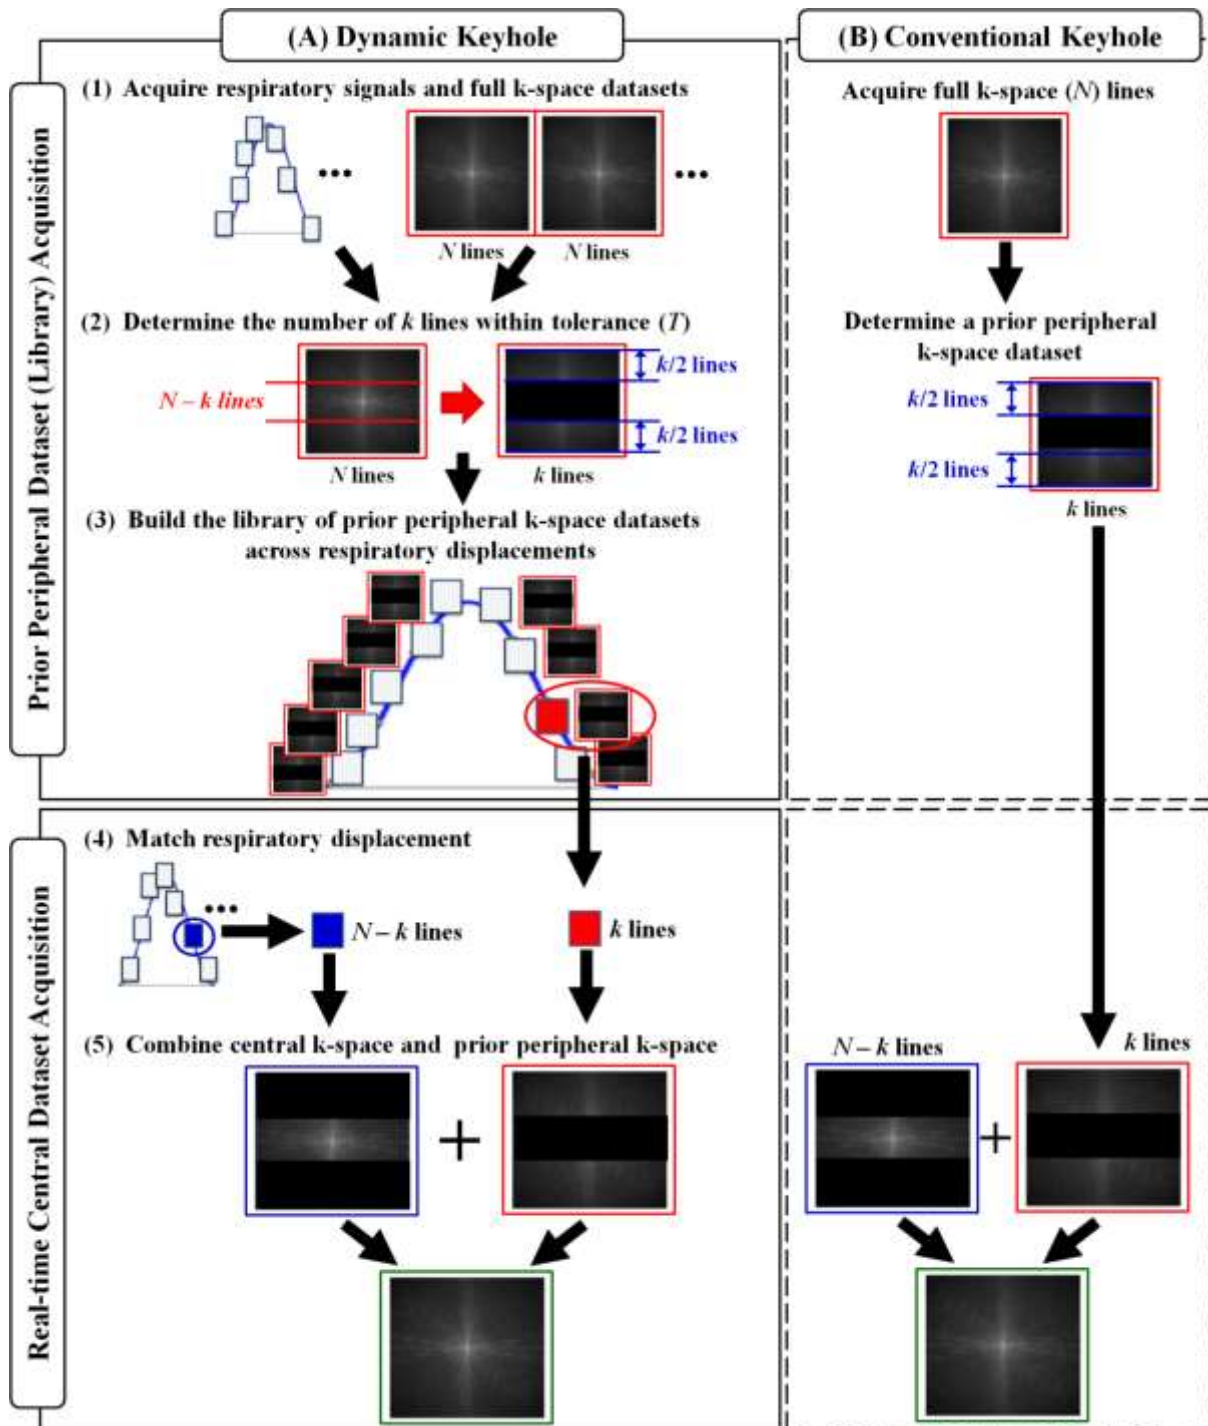 (A) Dynamic Keyhole
(B) Conventional Keyhole
Prior Peripheral Dataset (Library) Acquisition
(1) Acquire respiratory signals and full k-space datasets
•••
•••
N lines
N lines
(2) Determine the number of k lines within tolerance (T)
N – k lines
k/2 lines
k/2 lines
N lines
k lines
(3) Build the library of prior peripheral k-space datasets
across respiratory displacements
Acquire full k-space (N) lines
Determine a prior peripheral
k-space dataset
k/2 lines
k/2 lines
k lines
Real-time Central Dataset Acquisition
(4) Match respiratory displacement
•••
N – k lines
k lines
(5) Combine central k-space and prior peripheral k-space
+
N – k lines
k lines
+